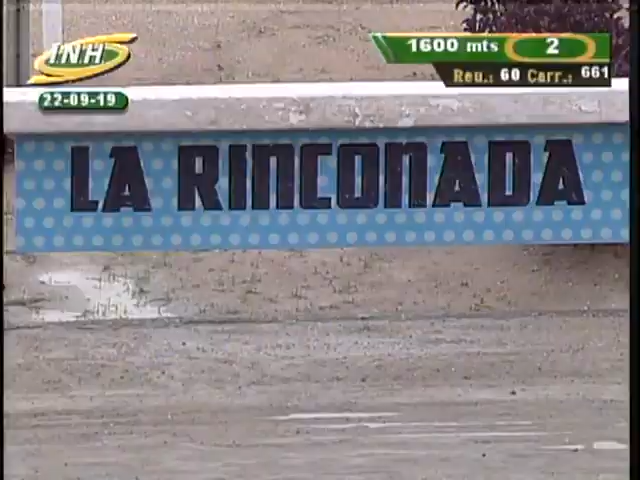 INH
1600 mts 2
Reu.: 60 Carr.: 661
22-09-19
LA RINCONADA